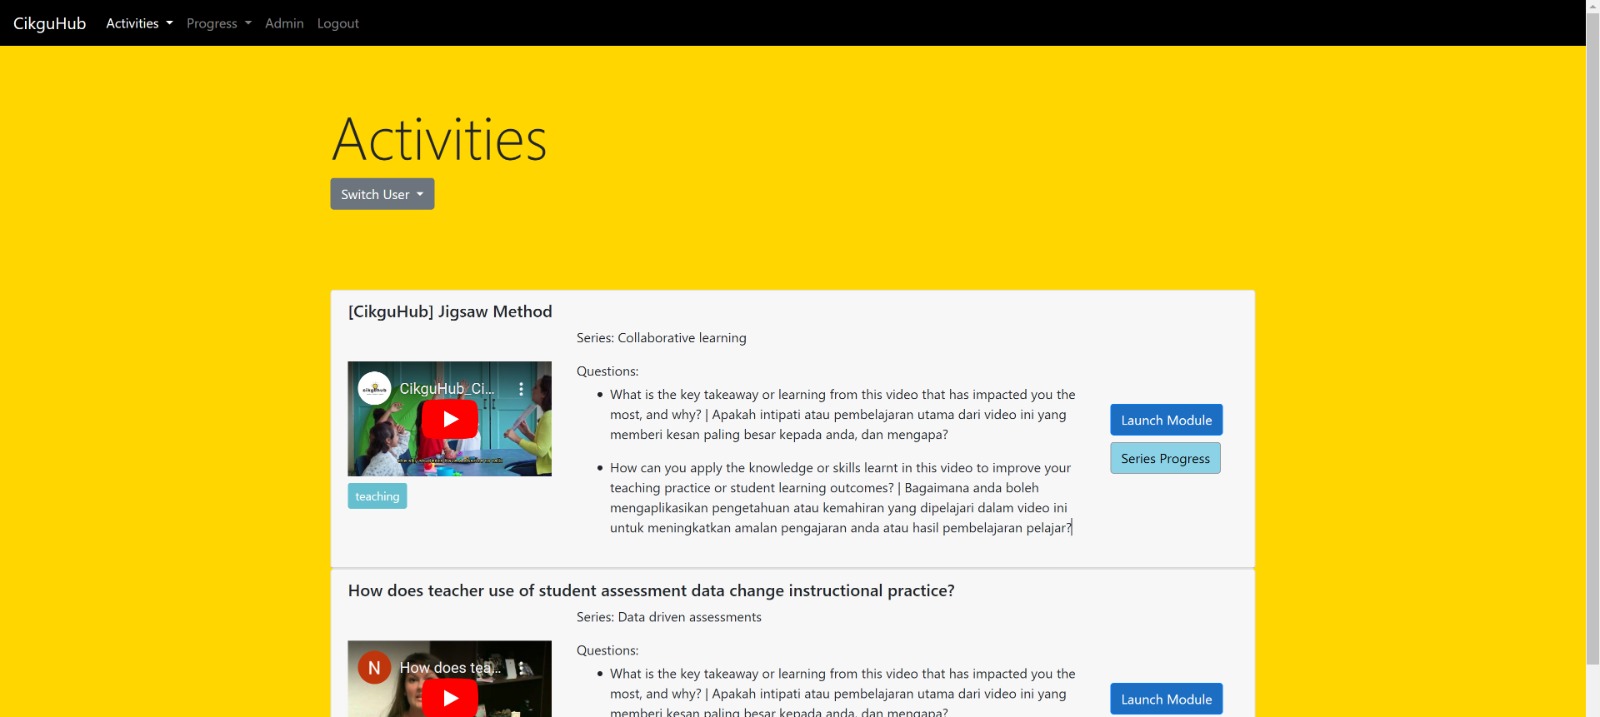 CikguHub Activities Progress Admin Logout
Activities
Switch User
[CikguHub] Jigsaw Method
Series: Collaborative learning
CikguHub_Ci...
teaching
Questions:
What is the key takeaway or learning from this video that has impacted you the
most, and why? | Apakah intipati atau pembelajaran utama dari video ini yang
memberi kesan paling besar kepada anda, dan mengapa?
How can you apply the knowledge or skills learnt in this video to improve your
teaching practice or student learning outcomes? | Bagaimana anda boleh
mengaplikasikan pengetahuan atau kemahiran yang dipelajari dalam video ini
untuk meningkatkan amalan pengajaran anda atau hasil pembelajaran pelajar?
Launch Module
Series Progress
How does teacher use of student assessment data change instructional practice?
Series: Data driven assessments
N How does tea...
Questions:
What is the key takeaway or learning from this video that has impacted you the
most, and why? | Apakah intipati atau pembelajaran utama dari video ini yang
memberi kesan paling besar kepada anda, dan mengapa?
Launch Module